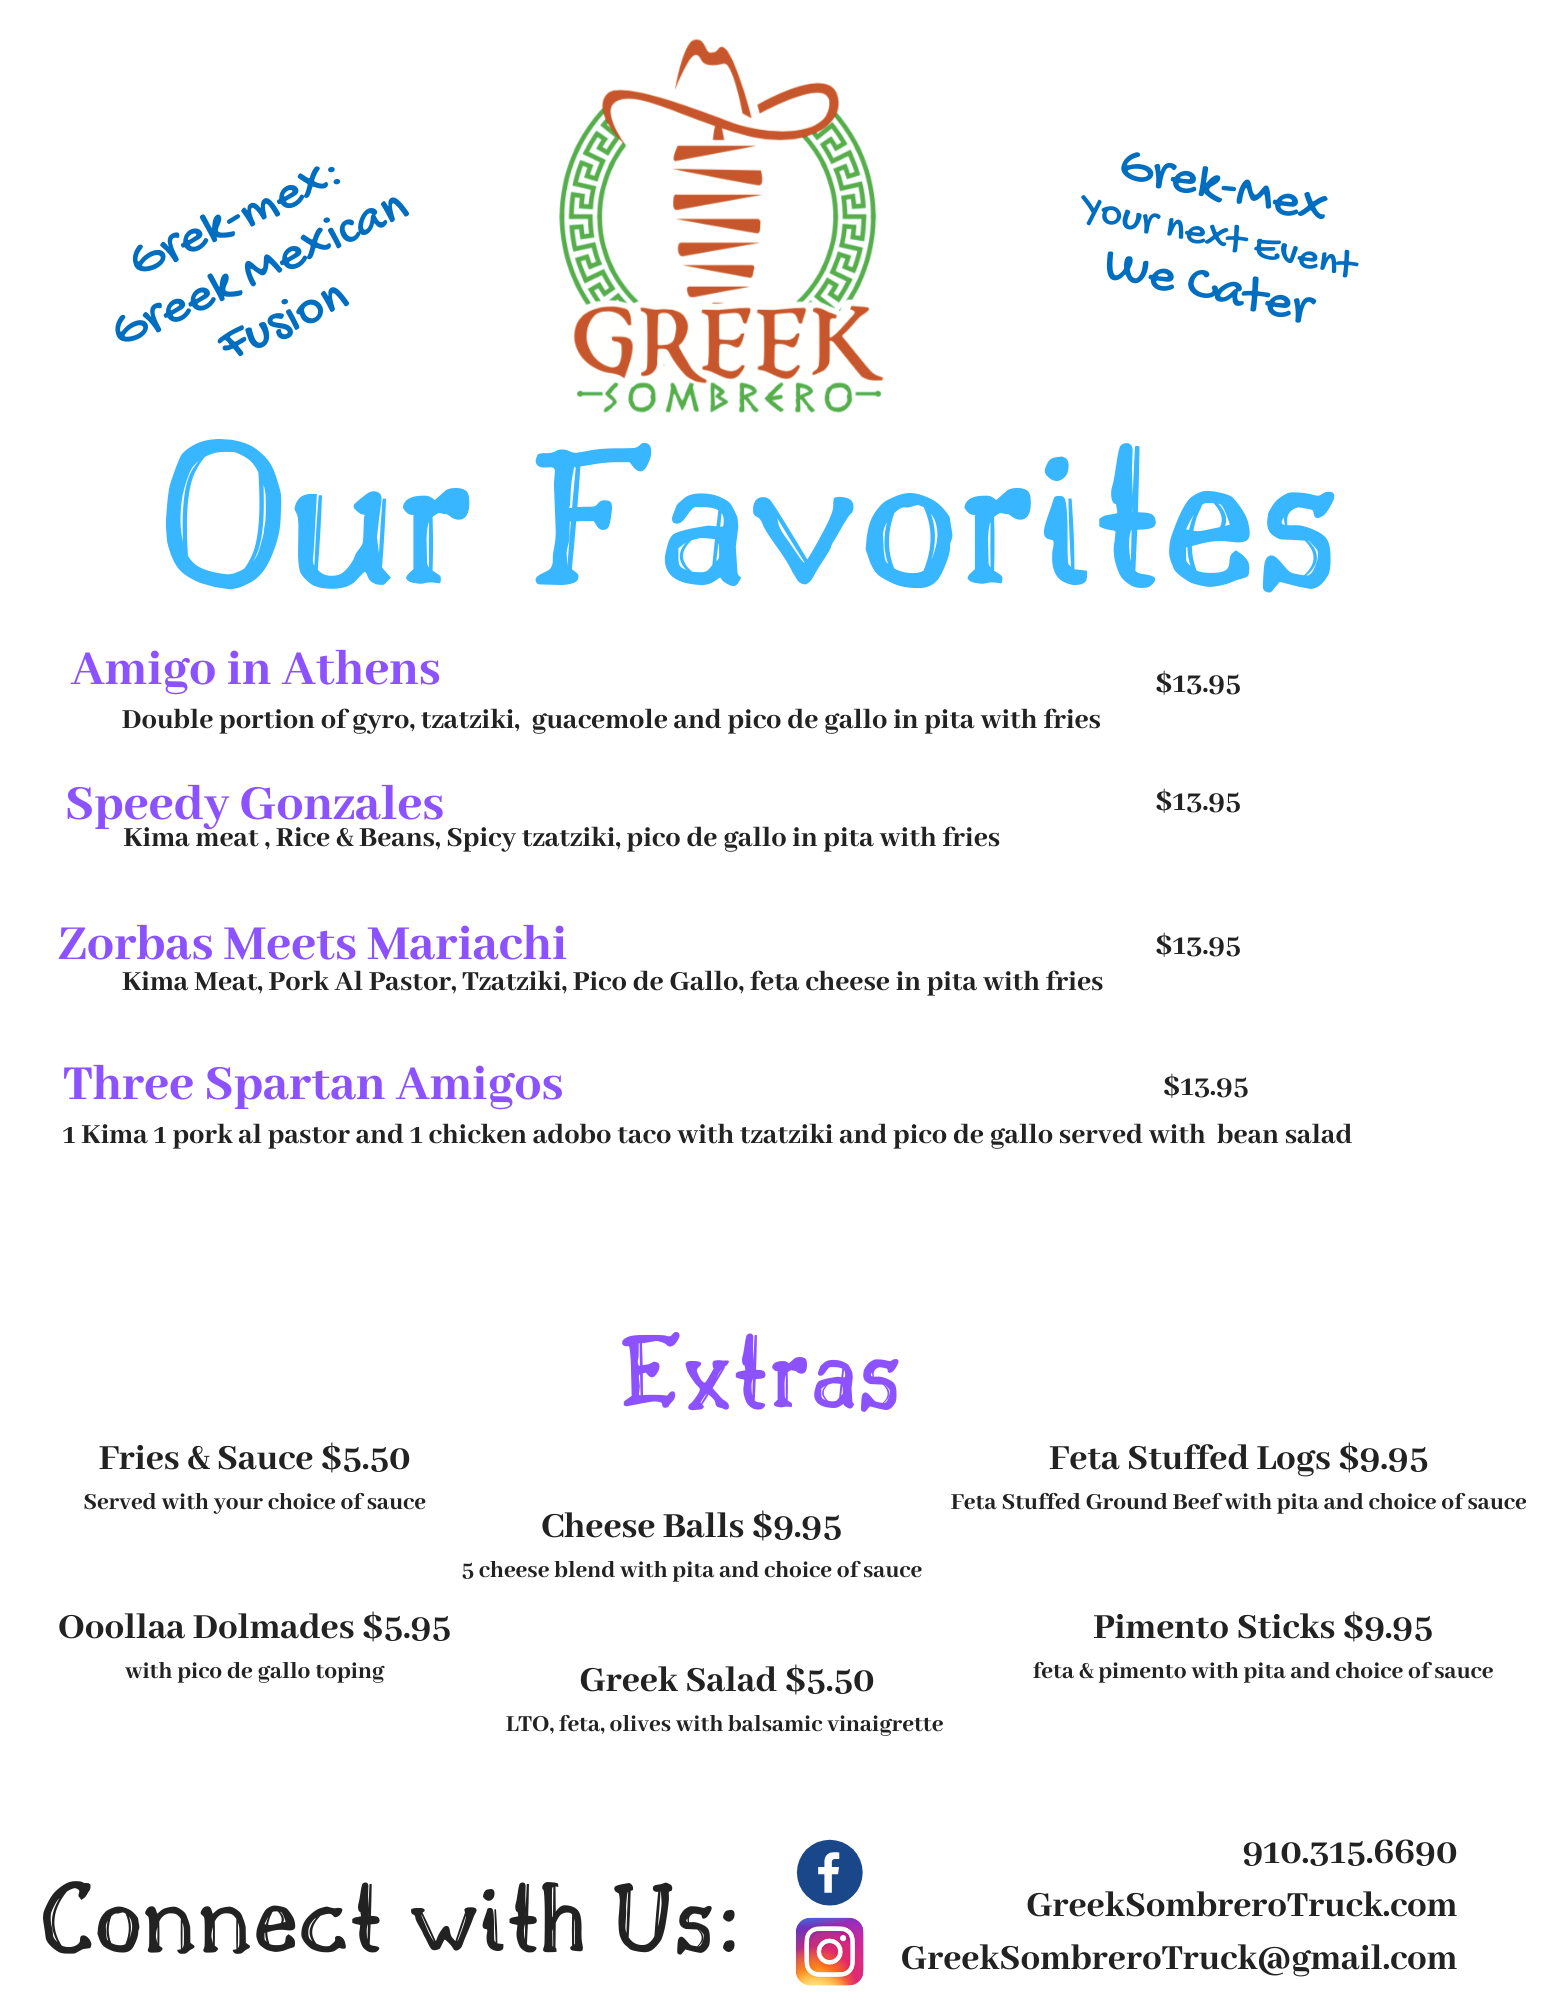 Grek-mex:
Greek Mexican
Fusion
GREEK
SOMBRERO
Grek-Mex
Your next Event
We Cater
Our Favorites
Amigo in Athens
$13.95
Double portion of gyro, tzatziki,  guacemole and pico de gallo in pita with fries
Speedy Gonzales
$13.95
Kima meat , Rice & Beans, Spicy tzatziki, pico de gallo in pita with fries
Zorbas Meets Mariachi
$13.95
Kima Meat, Pork Al Pastor, Tzatziki, Pico de Gallo, feta cheese in pita with fries
Three Spartan Amigos
$13.95
1 Kima 1 pork al pastor and 1 chicken adobo taco with tzatziki and pico de gallo served with  bean salad
Extras
Fries & Sauce $5.50
Served with your choice of sauce
Feta Stuffed Logs $9.95
Feta Stuffed Ground Beef with pita and choice of sauce
Cheese Balls $9.95
5 cheese blend with pita and choice of sauce
Ooollaa Dolmades $5.95
with pico de gallo toping
Pimento Sticks $9.95
feta & pimento with pita and choice of sauce
Greek Salad $5.50
LTO, feta, olives with balsamic vinaigrette
Connect with Us:
910.315.6690
GreekSombreroTruck.com
GreekSombreroTruck@gmail.com